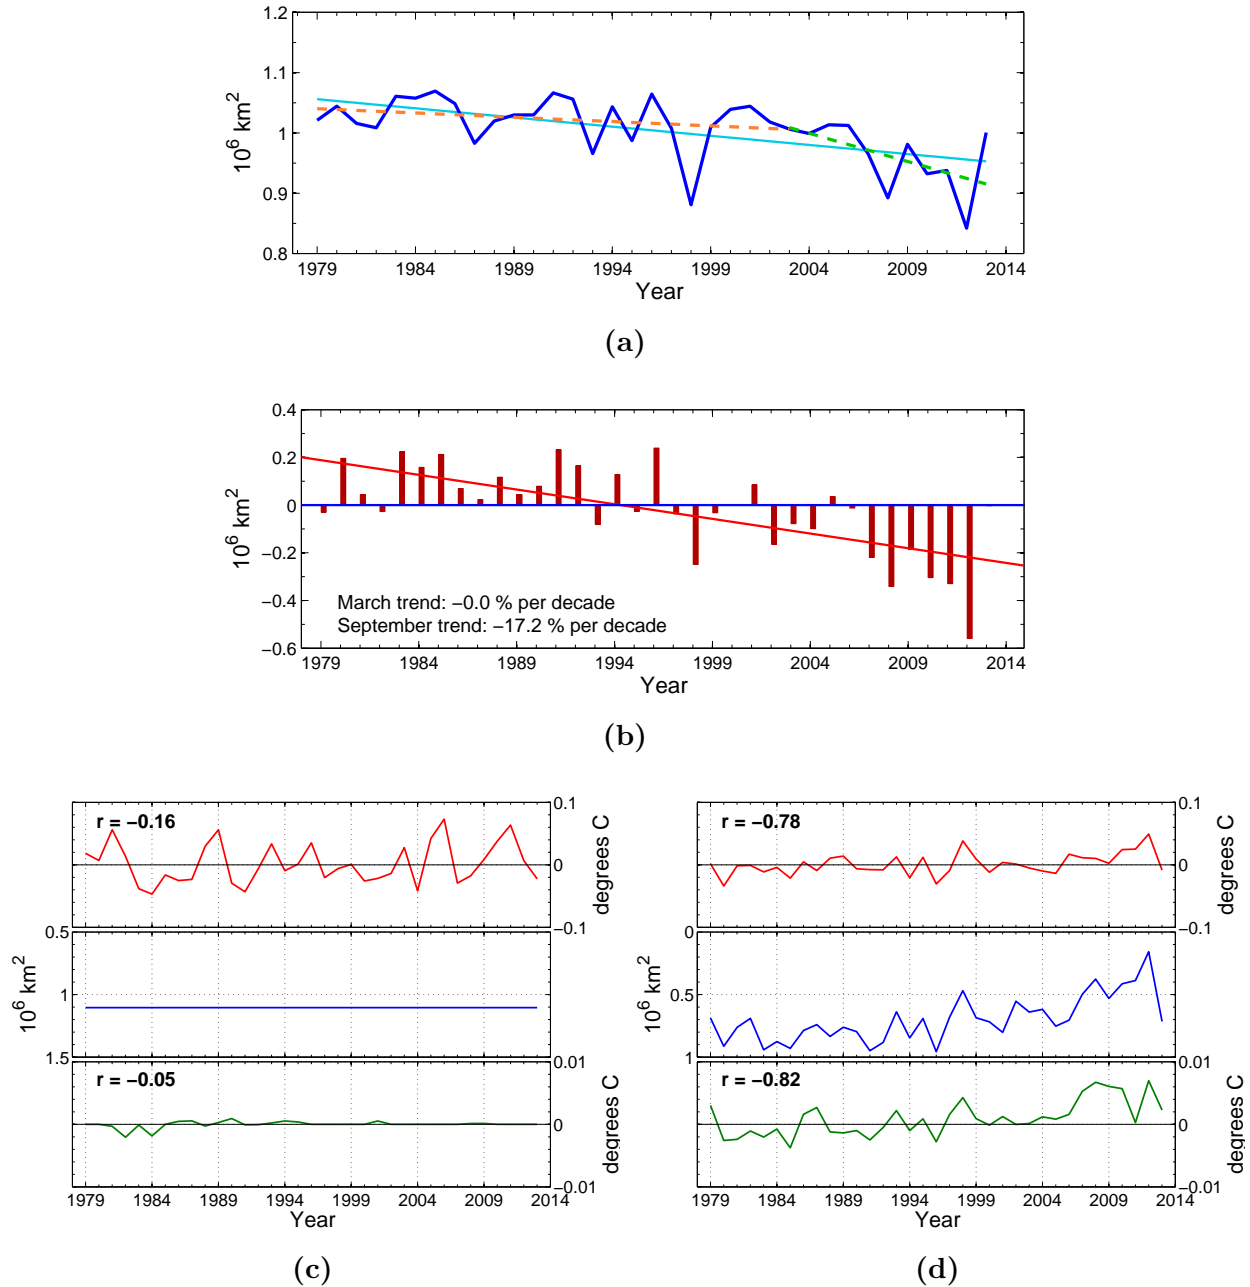 1.2
1.1
1.0
0.9
0.8
10⁶ km²
1979 1984 1989 1994 1999 2004 2009 2014
Year
(a)
0.4
0.2
0
−0.2
−0.4
−0.6
10⁶ km²
March trend: −0.0 % per decade
September trend: −17.2 % per decade
1979 1984 1989 1994 1999 2004 2009 2014
Year
(b)
r = −0.16
0.1
0
−0.1
degrees C
0.5
1
1.5
10⁶ km²
r = −0.05
0.01
0
−0.01
degrees C
1979 1984 1989 1994 1999 2004 2009 2014
Year
(c)
r = −0.78
0.1
0
−0.1
degrees C
0
0.5
1
10⁶ km²
r = −0.82
0.01
0
−0.01
degrees C
1979 1984 1989 1994 1999 2004 2009 2014
Year
(d)